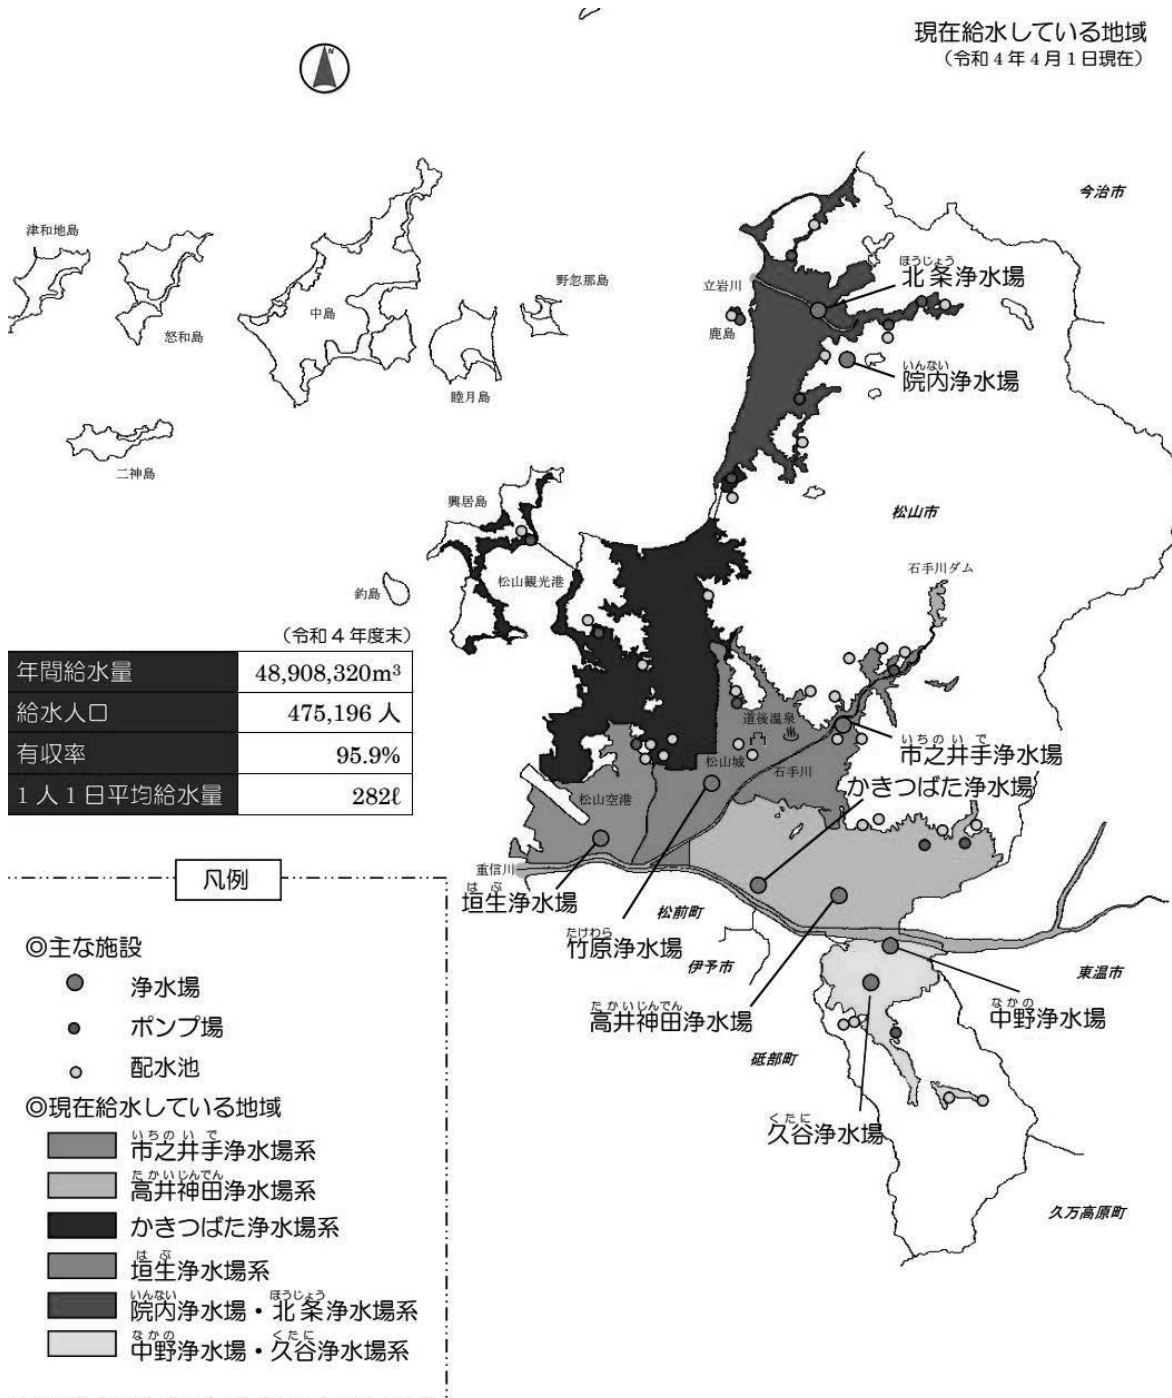 現在給水している地域
（令和4年4月1日現在）
N
今治市
津和地島
怒和島
中島
野忽那島
睦月島
二神島
立岩川
鹿島
ほうじょう
北条浄水場
いんない
院内浄水場
興居島
松山観光港
釣島
松山市
石手川ダム
（令和4年度末）
年間給水量 48,908,320m³
給水人口 475,196人
有収率 95.9%
1人1日平均給水量 282ℓ
道後温泉
松山城
石手川
松山空港
重信川
いちのいで
市之井手浄水場
かきつばた浄水場
はぶ
垣生浄水場
たけわら
竹原浄水場
松前町
伊予市
たかいじんでん
高井神田浄水場
東温市
なかの
中野浄水場
砥部町
くたに
久谷浄水場
久万高原町
凡例
◎主な施設
浄水場
ポンプ場
配水池
◎現在給水している地域
いちのいで
市之井手浄水場系
たかいじんでん
高井神田浄水場系
かきつばた浄水場系
はぶ
垣生浄水場系
いんない ほうじょう
院内浄水場・北条浄水場系
なかの くたに
中野浄水場・久谷浄水場系